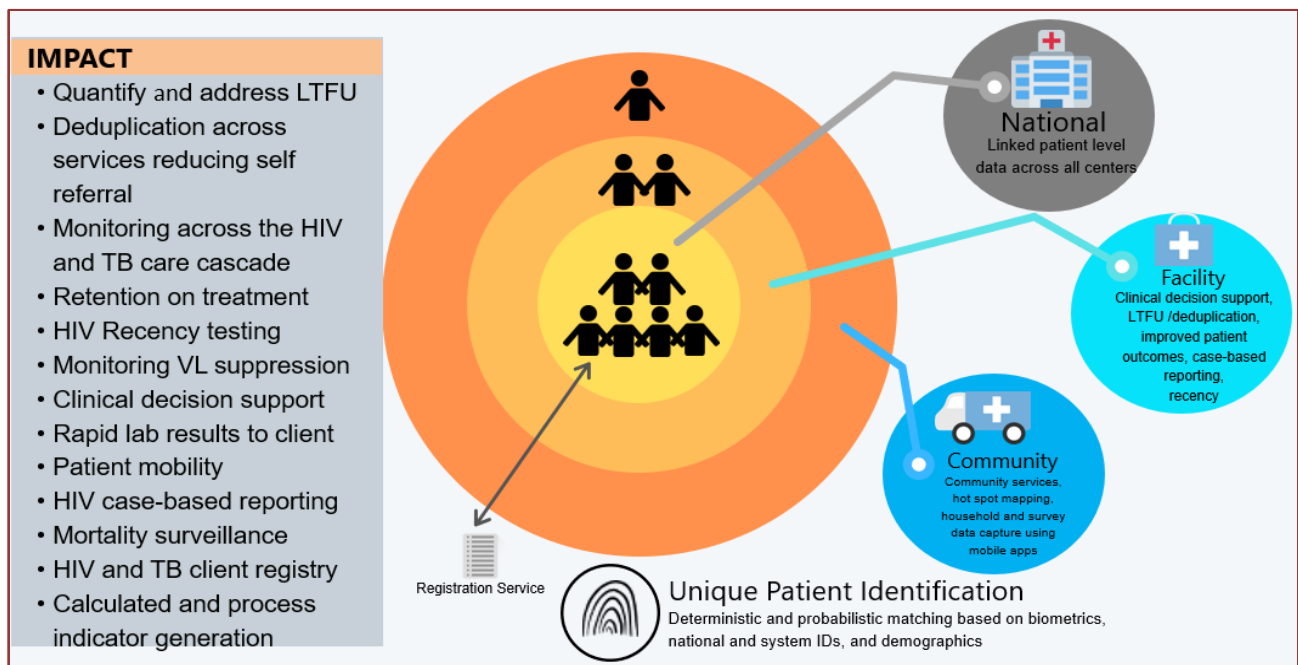 IMPACT
• Quantify and address LTFU
• Deduplication across
services reducing self
referral
• Monitoring across the HIV
and TB care cascade
• Retention on treatment
• HIV Recency testing
• Monitoring VL suppression
• Clinical decision support
• Rapid lab results to client
• Patient mobility
• HIV case-based reporting
• Mortality surveillance
• HIV and TB client registry
• Calculated and process
indicator generation
National
Linked patient level
data across all centers
Facility
Clinical decision support,
LTFU /deduplication,
improved patient
outcomes, case-based
reporting,
recency
Community
Community services,
hot spot mapping,
household and survey
data capture using
mobile apps
Registration Service
Unique Patient Identification
Deterministic and probabilistic matching based on biometrics,
national and system IDs, and demographics